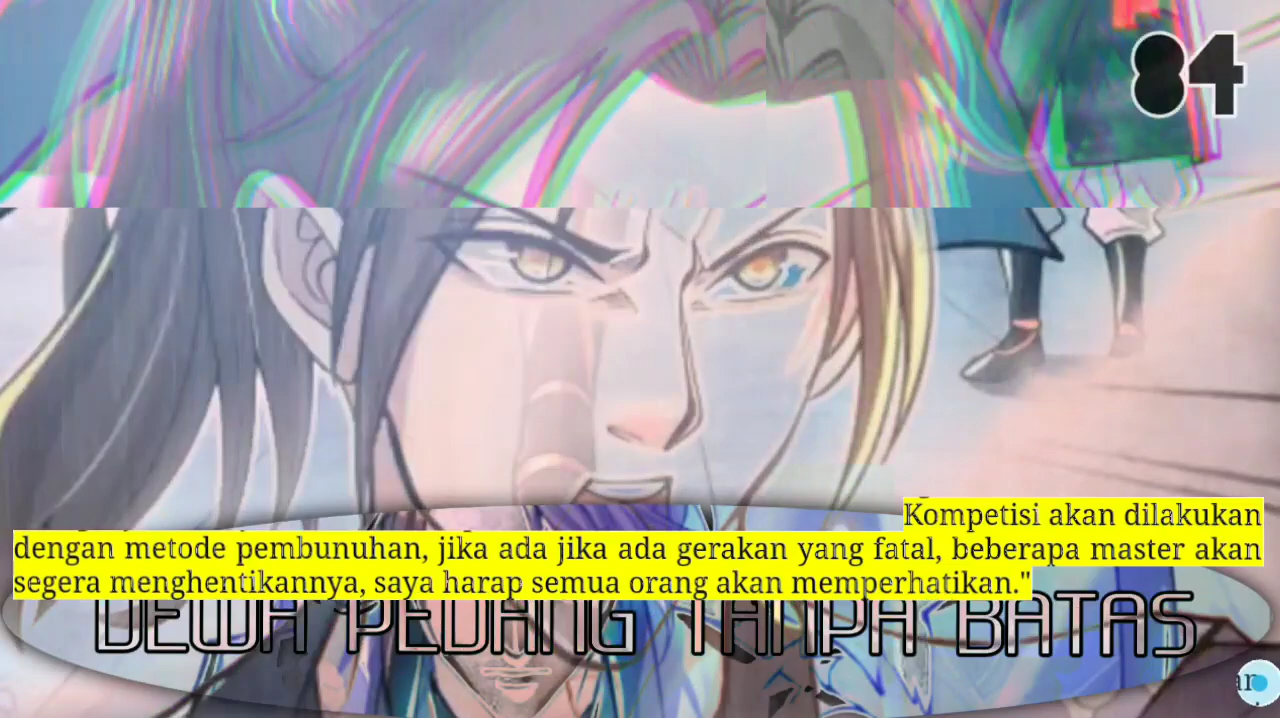 84
Kompetisi akan dilakukan
dengan metode pembunuhan, jika ada jika ada gerakan yang fatal, beberapa master akan
segera menghentikannya, saya harap semua orang akan memperhatikan."
DEWA PEDANG TANPA BATAS